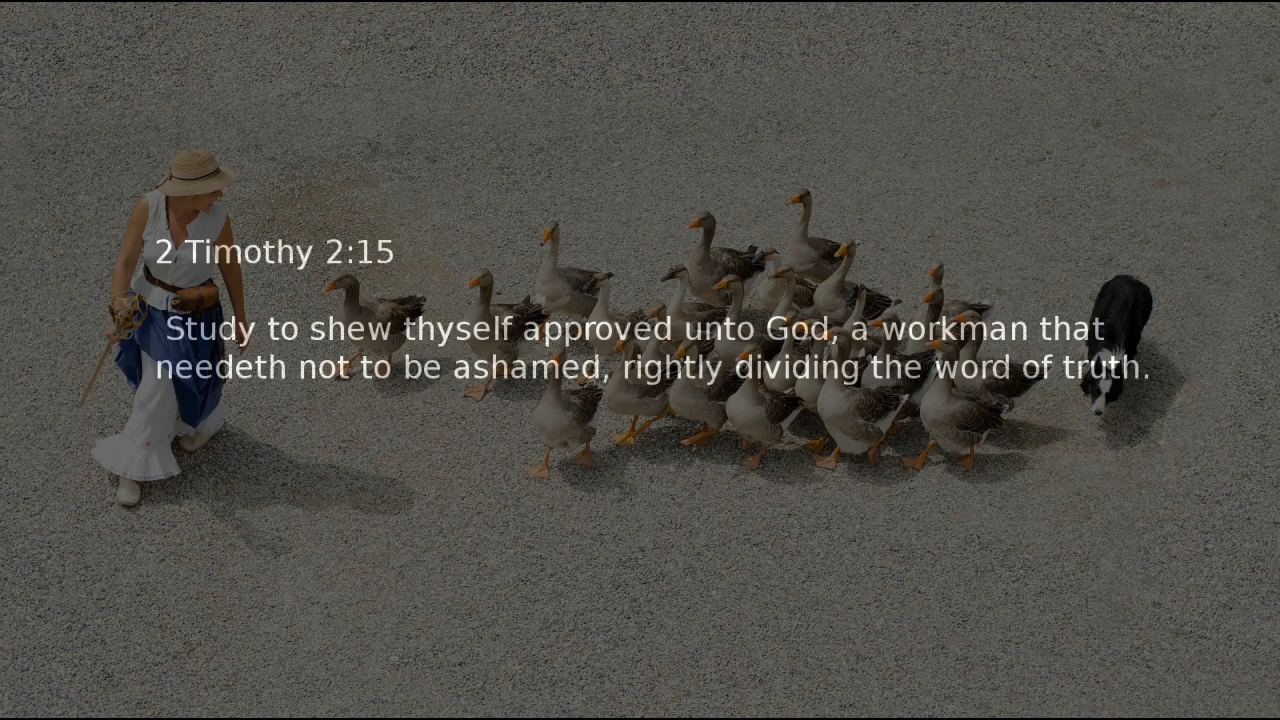 2 Timothy 2:15
Study to shew thyself approved unto God, a workman that
needeth not to be ashamed, rightly dividing the word of truth.